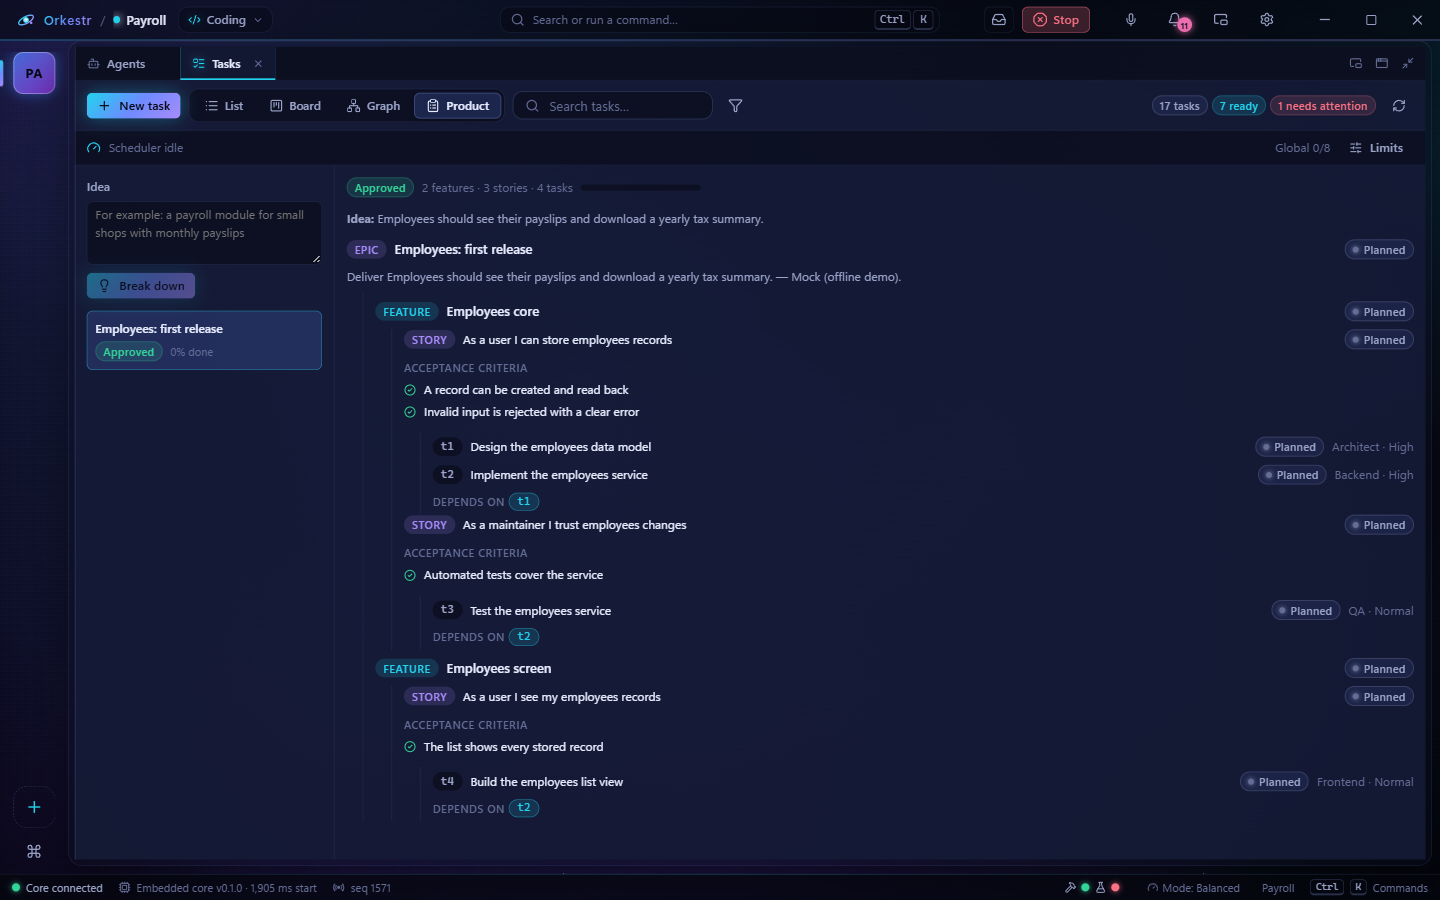 Orkestr / Payroll Coding Search or run a command... Ctrl K Stop 11
PA
Agents Tasks
New task List Board Graph Product Search tasks... 17 tasks 7 ready 1 needs attention
Scheduler idle Global 0/8 Limits
Idea
For example: a payroll module for small
shops with monthly payslips
Break down
Employees: first release
Approved 0% done
Approved 2 features · 3 stories · 4 tasks
Idea: Employees should see their payslips and download a yearly tax summary.
EPIC Employees: first release Planned
Deliver Employees should see their payslips and download a yearly tax summary. — Mock (offline demo).
FEATURE Employees core Planned
STORY As a user I can store employees records Planned
ACCEPTANCE CRITERIA
A record can be created and read back
Invalid input is rejected with a clear error
t1 Design the employees data model Planned Architect · High
t2 Implement the employees service Planned Backend · High
DEPENDS ON t1
STORY As a maintainer I trust employees changes Planned
ACCEPTANCE CRITERIA
Automated tests cover the service
t3 Test the employees service Planned QA · Normal
DEPENDS ON t2
FEATURE Employees screen Planned
STORY As a user I see my employees records Planned
ACCEPTANCE CRITERIA
The list shows every stored record
t4 Build the employees list view Planned Frontend · Normal
DEPENDS ON t2
Core connected Embedded core v0.1.0 · 1,905 ms start seq 1571 Mode: Balanced Payroll Ctrl K Commands